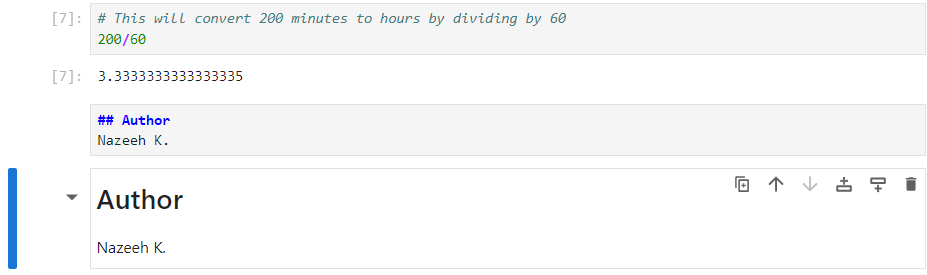 [7]: # This will convert 200 minutes to hours by dividing by 60
200/60
[7]: 3.3333333333333335
## Author
Nazeeh K.
Author
Nazeeh K.